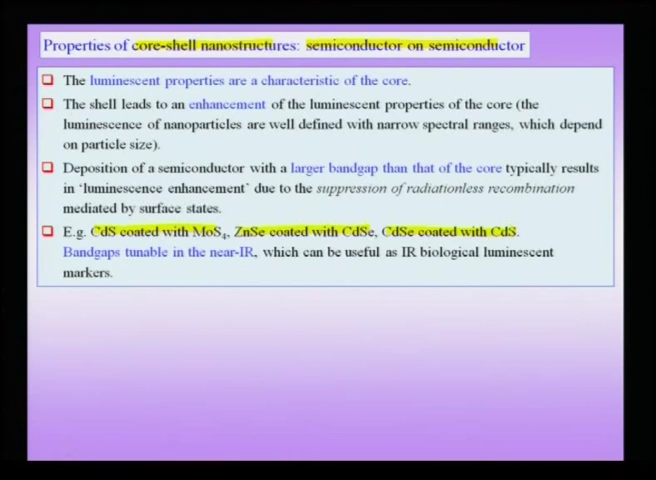 Properties of core-shell nanostructures: semiconductor on semiconductor
The luminescent properties are a characteristic of the core.
The shell leads to an enhancement of the luminescent properties of the core (the
luminescence of nanoparticles are well defined with narrow spectral ranges, which depend
on particle size).
Deposition of a semiconductor with a larger bandgap than that of the core typically results
in ‘luminescence enhancement’ due to the suppression of radiationless recombination
mediated by surface states.
E.g. CdS coated with MoS₄, ZnSe coated with CdSe, CdSe coated with CdS.
Bandgaps tunable in the near-IR, which can be useful as IR biological luminescent
markers.